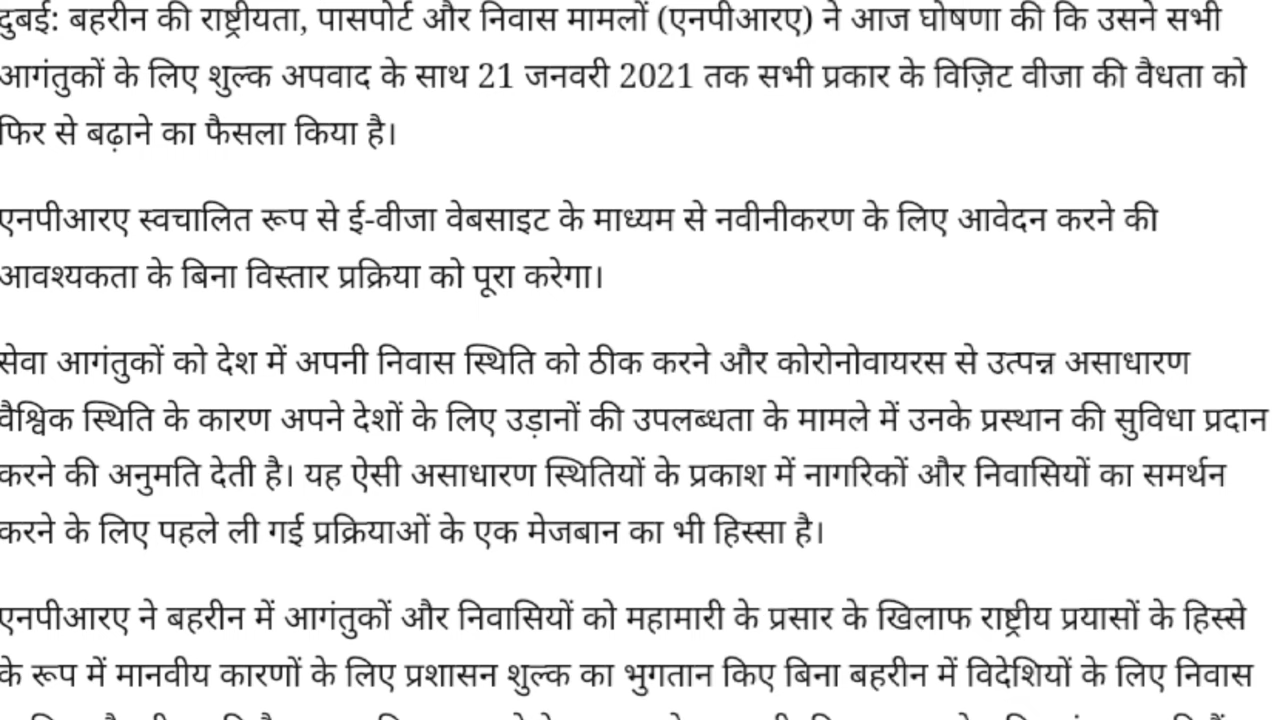 दुबई: बहरीन की राष्ट्रीयता, पासपोर्ट और निवास मामलों (एनपीआरए) ने आज घोषणा की कि उसने सभी
आगंतुकों के लिए शुल्क अपवाद के साथ 21 जनवरी 2021 तक सभी प्रकार के विज़िट वीजा की वैधता को
फिर से बढ़ाने का फैसला किया है।
एनपीआरए स्वचालित रूप से ई-वीजा वेबसाइट के माध्यम से नवीनीकरण के लिए आवेदन करने की
आवश्यकता के बिना विस्तार प्रक्रिया को पूरा करेगा।
सेवा आगंतुकों को देश में अपनी निवास स्थिति को ठीक करने और कोरोनोवायरस से उत्पन्न असाधारण
वैश्विक स्थिति के कारण अपने देशों के लिए उड़ानों की उपलब्धता के मामले में उनके प्रस्थान की सुविधा प्रदान
करने की अनुमति देती है। यह ऐसी असाधारण स्थितियों के प्रकाश में नागरिकों और निवासियों का समर्थन
करने के लिए पहले ली गई प्रक्रियाओं के एक मेजबान का भी हिस्सा है।
एनपीआरए ने बहरीन में आगंतुकों और निवासियों को महामारी के प्रसार के खिलाफ राष्ट्रीय प्रयासों के हिस्से
के रूप में मानवीय कारणों के लिए प्रशासन शुल्क का भुगतान किए बिना बहरीन में विदेशियों के लिए निवास